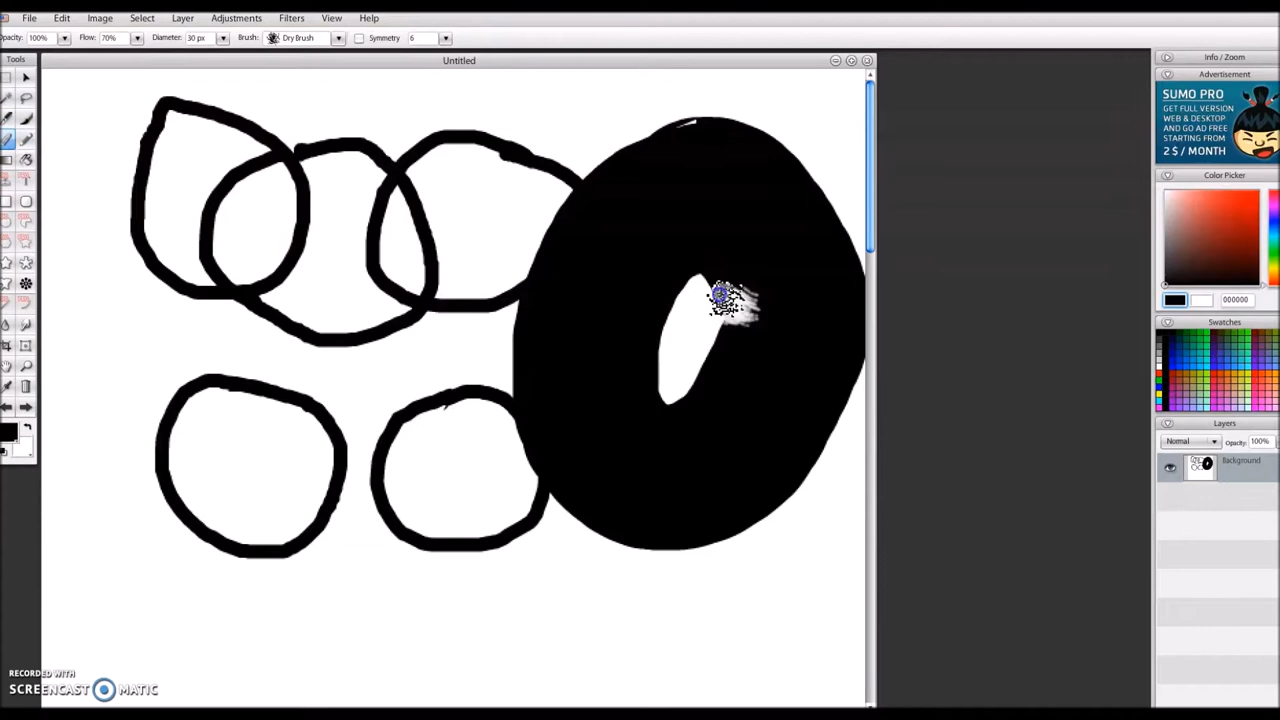 File Edit Image Select Layer Adjustments Filters View Help
Opacity: 100% Flow: 70% Diameter: 30 px Brush: Dry Brush Symmetry 6
Tools
Untitled
Info / Zoom
Advertisement
SUMO PRO
GET FULL VERSION
WEB & DESKTOP
AND GO AD FREE
STARTING FROM
2 $ / MONTH
Color Picker
000000
Swatches
Layers
Normal Opacity: 100%
Background
RECORDED WITH
SCREENCAST MATIC